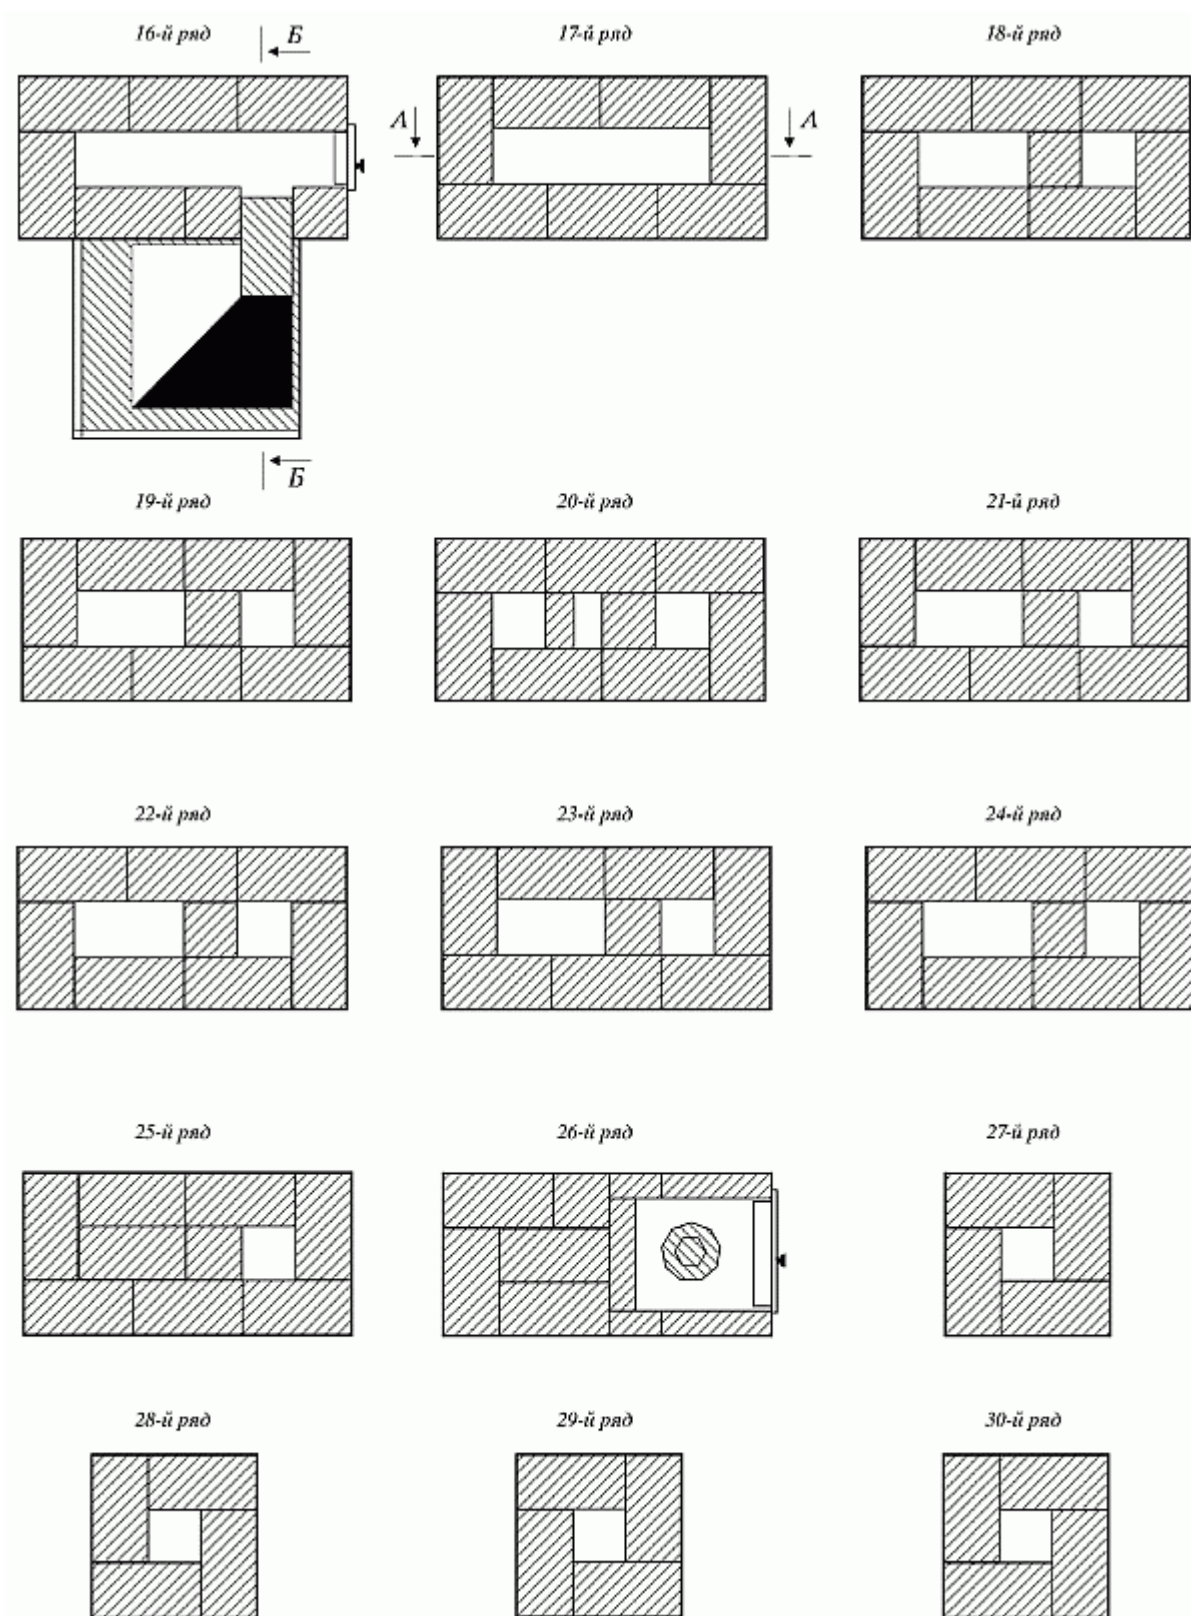 16-й ряд
Б
17-й ряд
18-й ряд
А
А
Б
19-й ряд
20-й ряд
21-й ряд
22-й ряд
23-й ряд
24-й ряд
25-й ряд
26-й ряд
27-й ряд
28-й ряд
29-й ряд
30-й ряд